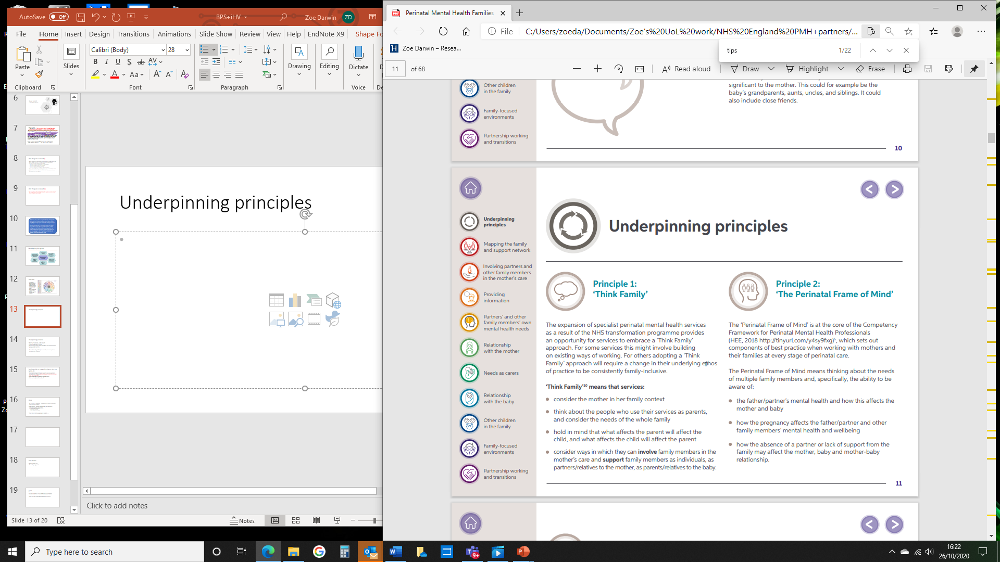 AutoSave Off
BPS+iHV
Zoe Darwin ZD
File Home Insert Design Transitions Animations Slide Show Review View Help EndNote X9 Shape Fo
Paste
Clipboard
Slides
Calibri (Body) 28
B I U S ab AV
A Aa A A
Font
Paragraph
Drawing
Editing
Dictate
Voice
De
6
7
8
9
10
11
12
13
14
15
16
17
18
19
Underpinning principles
Click to add notes
Slide 13 of 20
Notes
Perinatal Mental Health Families
File C:/Users/zoeda/Documents/Zoe's%20UoL%20work/NHS%20England%20PMH+partners/...
H Zoe Darwin – Resea...
tips 1/22
11 of 68
Read aloud Draw Highlight Erase
Other children
in the family
Family-focused
environments
Partnership working
and transitions
significant to the mother. This could for example be the
baby's grandparents, aunts, uncles, and siblings. It could
also include close friends.
10
Underpinning
principles
Mapping the family
and support network
Involving partners and
other family members
in the mother's care
Providing
information
Partners' and other
family members' own
mental health needs
Relationship
with the mother
Needs as carers
Relationship
with the baby
Other children
in the family
Family-focused
environments
Partnership working
and transitions
Underpinning principles
Principle 1:
'Think Family'
The expansion of specialist perinatal mental health services
as a result of the NHS transformation programme provides
an opportunity for services to embrace a 'Think Family'
approach. For some services this might involve building
on existing ways of working. For others adopting a 'Think
Family' approach will require a change in their underlying ethos
of practice to be consistently family-inclusive.
'Think Family'10 means that services:
• consider the mother in her family context
• think about the people who use their services as parents,
and consider the needs of the whole family
• hold in mind that what affects the parent will affect the
child, and what affects the child will affect the parent
• consider ways in which they can involve family members in the
mother's care and support family members as individuals, as
partners/relatives to the mother, as parents/relatives to the baby.
Principle 2:
'The Perinatal Frame of Mind'
The 'Perinatal Frame of Mind' is at the core of the Competency
Framework for Perinatal Mental Health Professionals
(HEE, 2018 http://tinyurl.com/y4sy9fxg)6, which sets out
components of best practice when working with mothers and
their families at every stage of perinatal care.
The Perinatal Frame of Mind means thinking about the needs
of multiple family members and, specifically, the ability to be
aware of:
• the father/partner's mental health and how this affects the
mother and baby
• how the pregnancy affects the father/partner and other
family members' mental health and wellbeing
• how the absence of a partner or lack of support from the
family may affect the mother, baby and mother-baby
relationship.
11
Type here to search
9+
16:22
26/10/2020